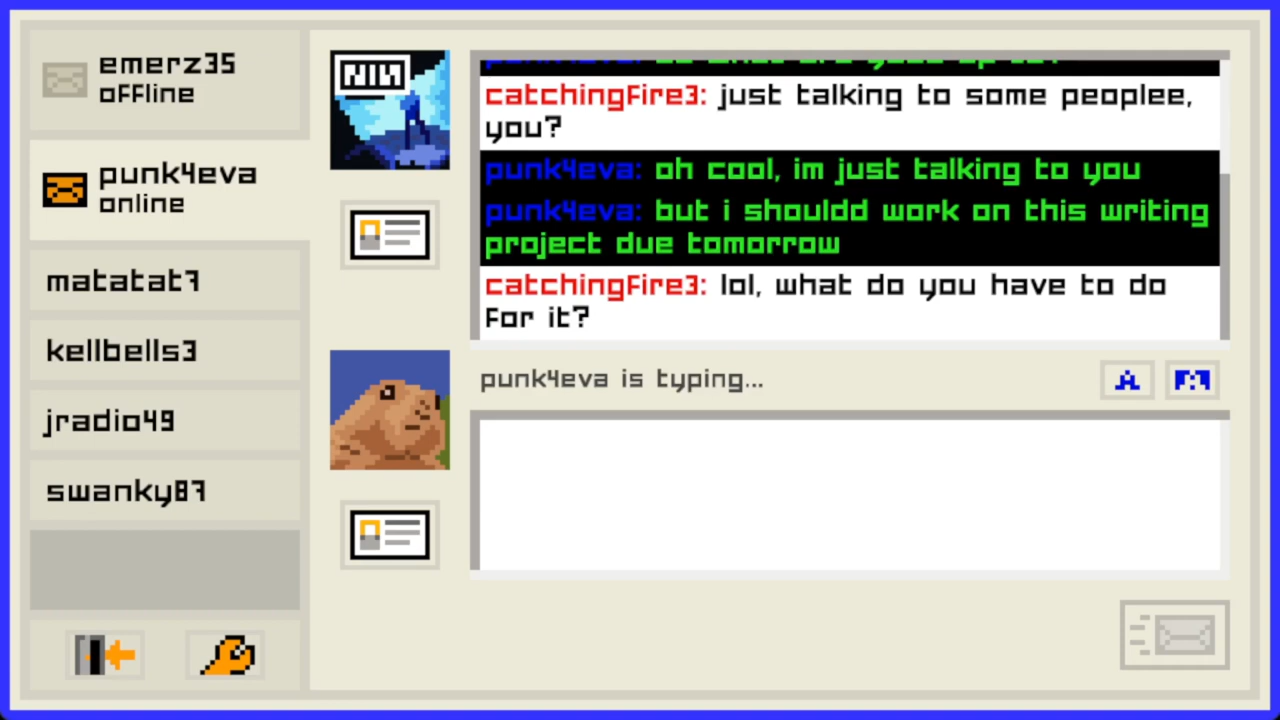 emerz35
offline
punk4eva
online
matatat7
kellbells3
jradio49
swanky87
NIN
catchingFire3: just talking to some peoplee,
you?
punk4eva: oh cool, im just talking to you
punk4eva: but i shouldd work on this writing
project due tomorrow
catchingFire3: lol, what do you have to do
for it?
punk4eva is typing...
A